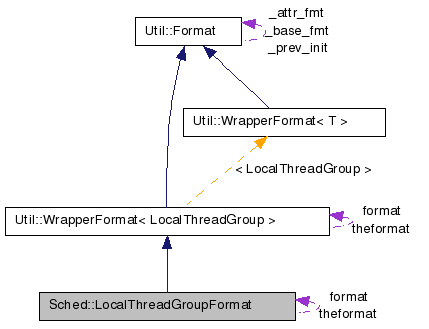 _attr_fmt
Util::Format
_base_fmt
_prev_init
Util::WrapperFormat< T >
< LocalThreadGroup >
Util::WrapperFormat< LocalThreadGroup >
format
theformat
Sched::LocalThreadGroupFormat
format
theformat